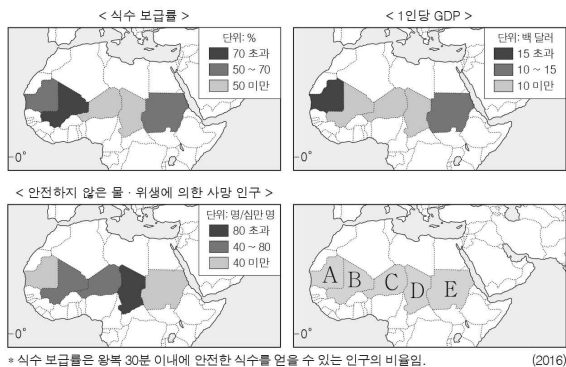 < 식수 보급률 >
단위: %
70 초과
50 ~ 70
50 미만
0°
< 1인당 GDP >
단위: 백 달러
15 초과
10 ~ 15
10 미만
0°
< 안전하지 않은 물 · 위생에 의한 사망 인구 >
단위: 명/십만 명
80 초과
40 ~ 80
40 미만
0°
A B C D E
0°
* 식수 보급률은 왕복 30분 이내에 안전한 식수를 얻을 수 있는 인구의 비율임. (2016)